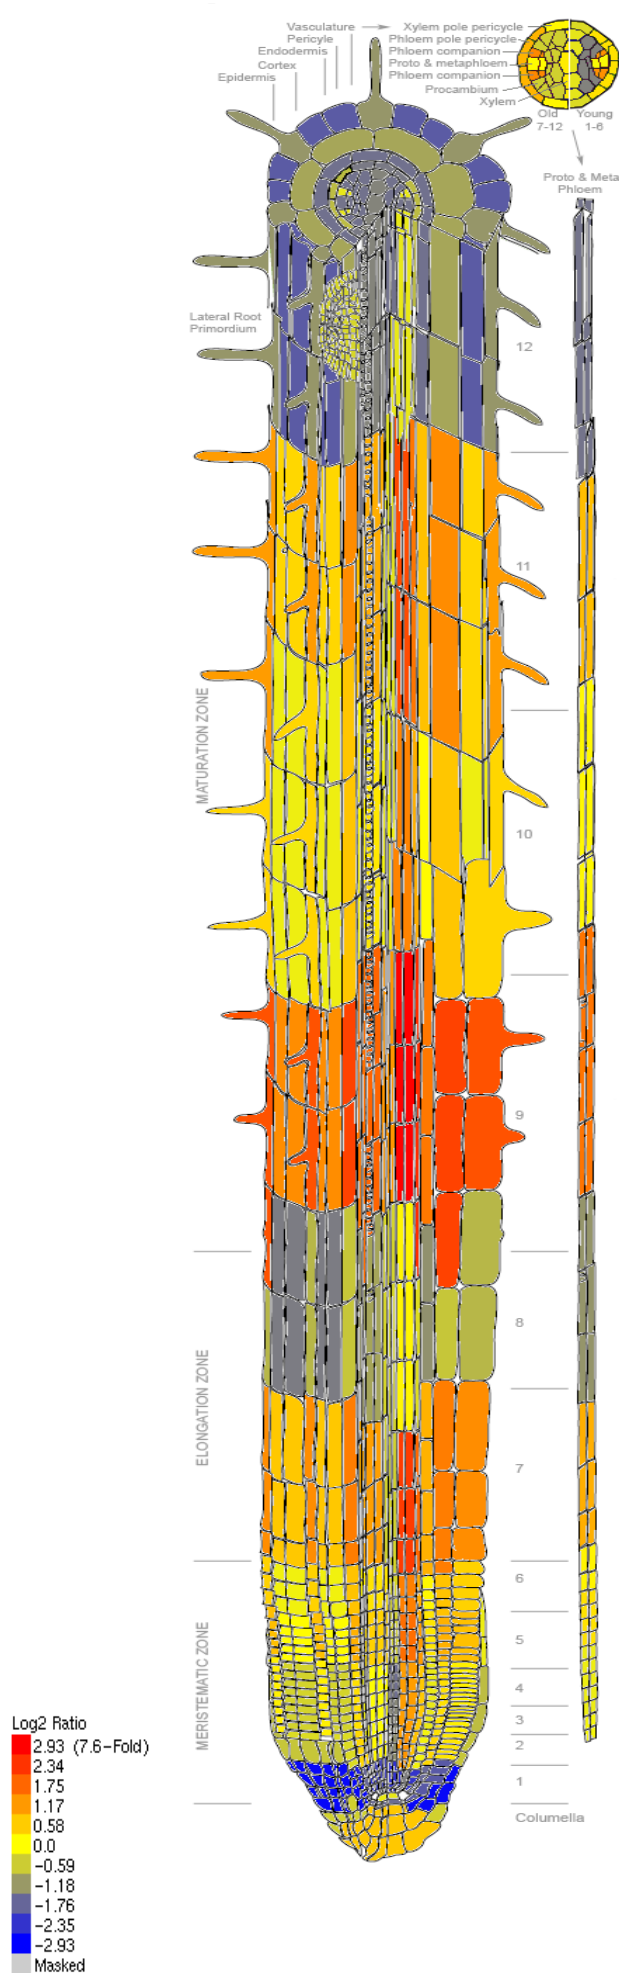 Vasculature
Pericyle
Endodermis
Cortex
Epidermis
Xylem pole pericycle
Phloem pole pericycle
Phloem companion
Proto & metaphloem
Phloem companion
Procambium
Xylem
Old
7-12
Young
1-6
Proto & Meta
Phloem
Lateral Root
Primordium
12
11
MATURATION ZONE
10
9
8
ELONGATION ZONE
7
6
5
MERISTEMATIC ZONE
4
3
2
1
Columella
Log2 Ratio
2.93 (7.6-Fold)
2.34
1.75
1.17
0.58
0.0
-0.59
-1.18
-1.76
-2.35
-2.93
Masked